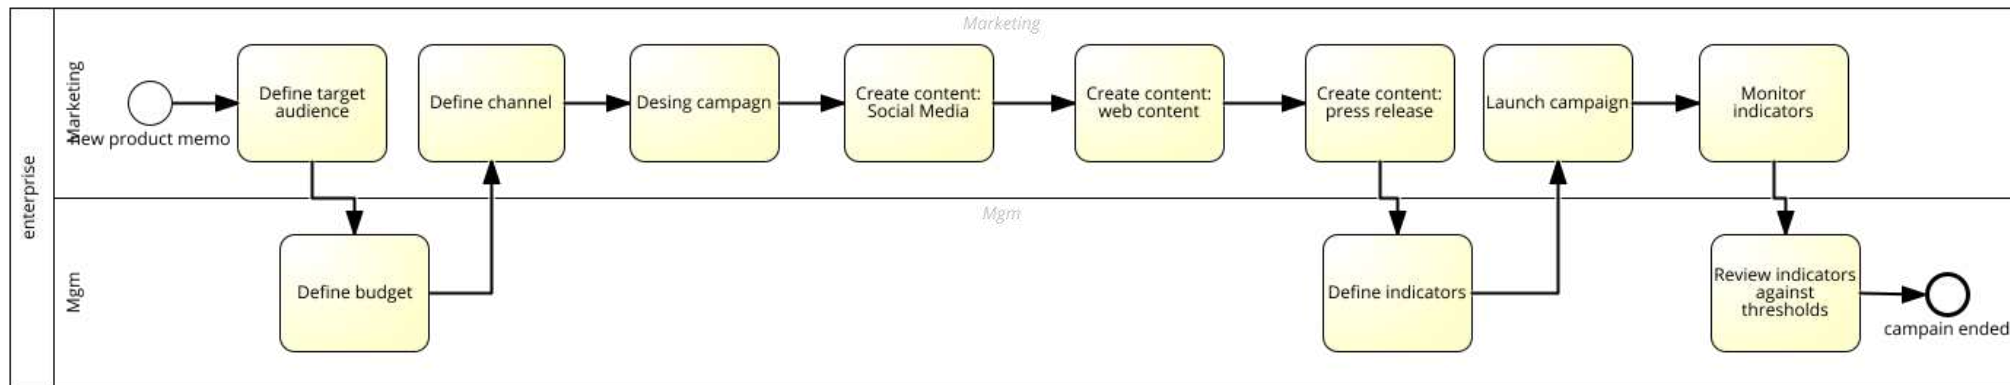 Marketing
enterprise
Marketing
new product memo
Define target
audience
Define channel
Desing campagn
Create content:
Social Media
Create content:
web content
Create content:
press release
Launch campaign
Monitor
indicators
Mgm
Mgm
Define budget
Define indicators
Review indicators
against
thresholds
campain ended